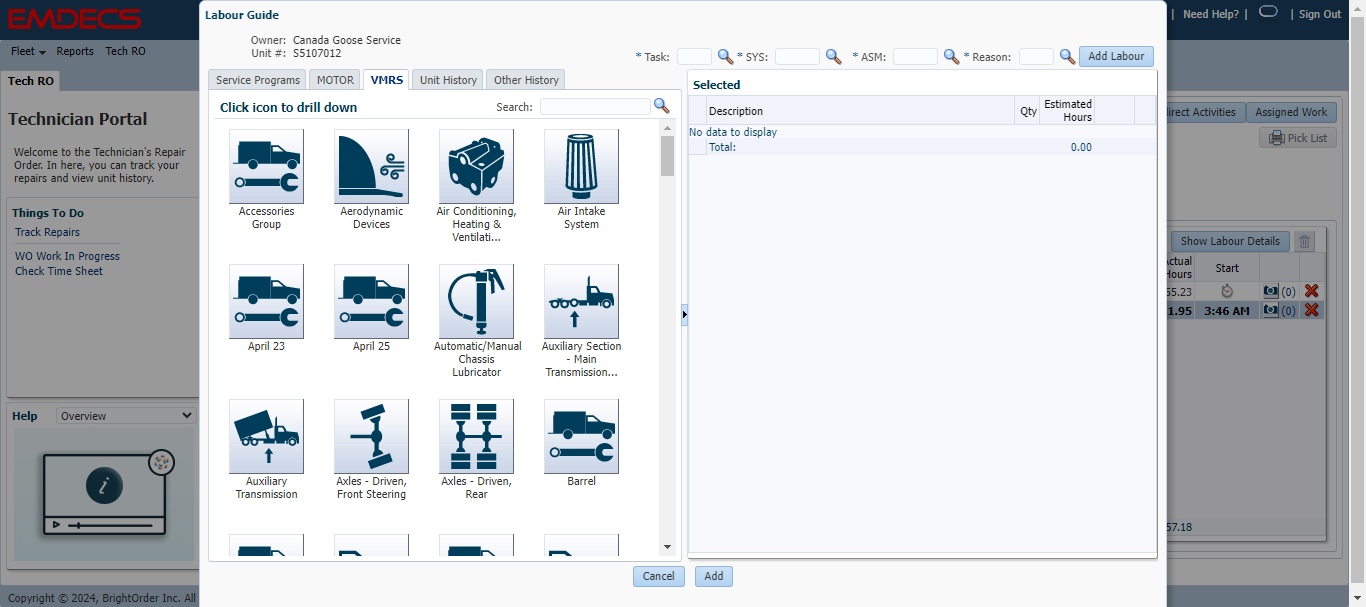 EMDECS
Need Help? | | Sign Out
Fleet Reports Tech RO
Tech RO
Technician Portal
Welcome to the Technician's Repair
Order. In here, you can track your
repairs and view unit history.
Things To Do
Track Repairs
WO Work In Progress
Check Time Sheet
Help Overview
Copyright © 2024, BrightOrder Inc. All
Labour Guide
Owner: Canada Goose Service
Unit #: S5107012
* Task: * SYS: * ASM: * Reason: Add Labour
Service Programs MOTOR VMRS Unit History Other History
Click icon to drill down Search:
Accessories
Group
Aerodynamic
Devices
Air Conditioning,
Heating &
Ventilati...
Air Intake
System
April 23
April 25
Automatic/Manual
Chassis
Lubricator
Auxiliary Section
- Main
Transmission...
Auxiliary
Transmission
Axles - Driven,
Front Steering
Axles - Driven,
Rear
Barrel
Selected
Description Qty Estimated
Hours
No data to display
Total: 0.00
Cancel Add
irect Activities Assigned Work
Pick List
Show Labour Details
ctual
Hours Start
55.23 (0)
1.95 3:46 AM (0)
57.18